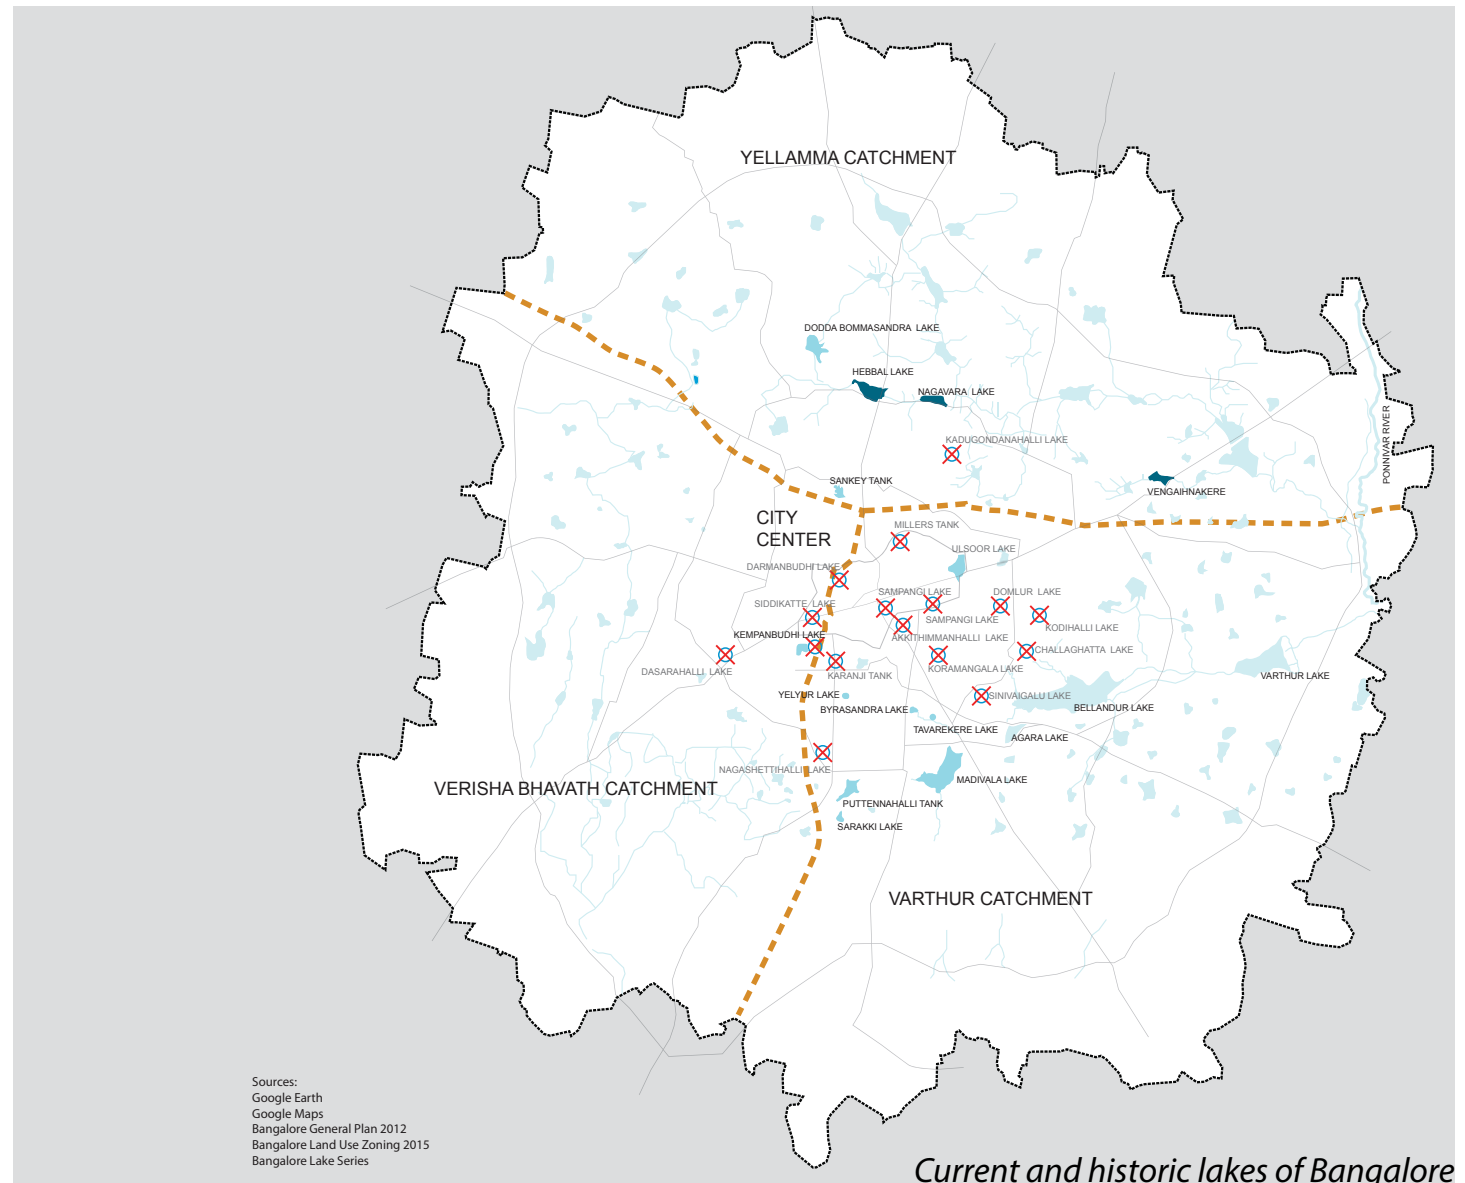 YELLAMMA CATCHMENT
DODDA BOMMASANDRA LAKE
HEBBAL LAKE
NAGAVARA LAKE
PONNIVAR RIVER
KADUGONDANAHALLI LAKE
SANKEY TANK
VENGAIHNAKERE
CITY
CENTER
MILLERS TANK
ULSOOR LAKE
DARMANBUDHI LAKE
SAMPANGI LAKE
DOMLUR LAKE
SIDDIKATTE LAKE
SAMPANGI LAKE
KODIHALLI LAKE
KEMPANBUDHI LAKE
AKKITHIMMANHALLI LAKE
CHALLAGHATTA LAKE
DASARAHALLI LAKE
KARANJI TANK
KORAMANGALA LAKE
VARTHUR LAKE
YELYUR LAKE
SINIVAIGALU LAKE
BYRASANDRA LAKE
BELLANDUR LAKE
TAVAREKERE LAKE
AGARA LAKE
NAGASHETTIHALLI LAKE
MADIVALA LAKE
VERISHA BHAVATH CATCHMENT
PUTTENNAHALLI TANK
SARAKKI LAKE
VARTHUR CATCHMENT
Sources:
Google Earth
Google Maps
Bangalore General Plan 2012
Bangalore Land Use Zoning 2015
Bangalore Lake Series
Current and historic lakes of Bangalore